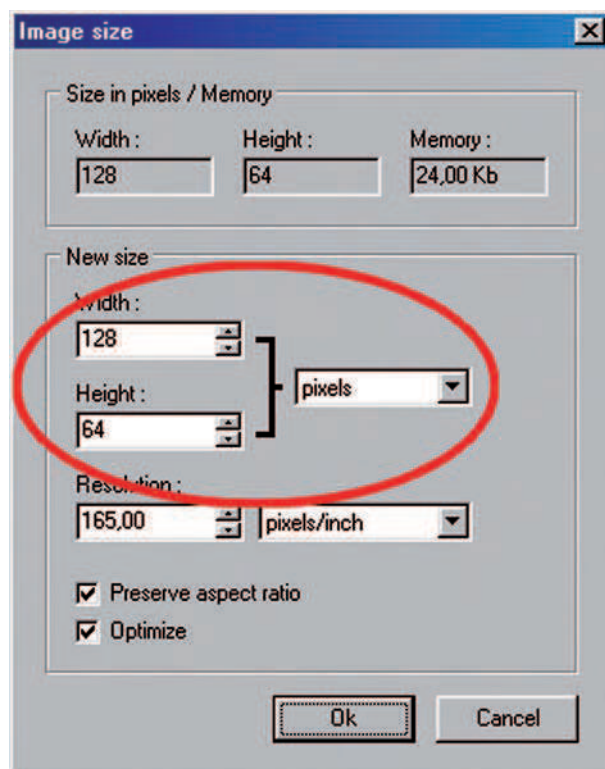 Image size
Size in pixels / Memory
Width : Height : Memory :
128 64 24,00 Kb
New size
Width :
128
pixels
Height :
64
Resolution :
165,00 pixels/inch
Preserve aspect ratio
Optimize
Ok Cancel